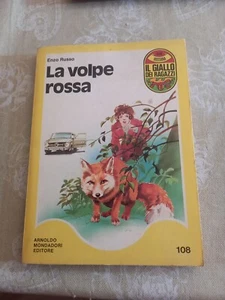 Enzo Russo
La volpe
rossa
IL GIALLO
DEI RAGAZZI
ARNOLDO
MONDADORI
EDITORE
108